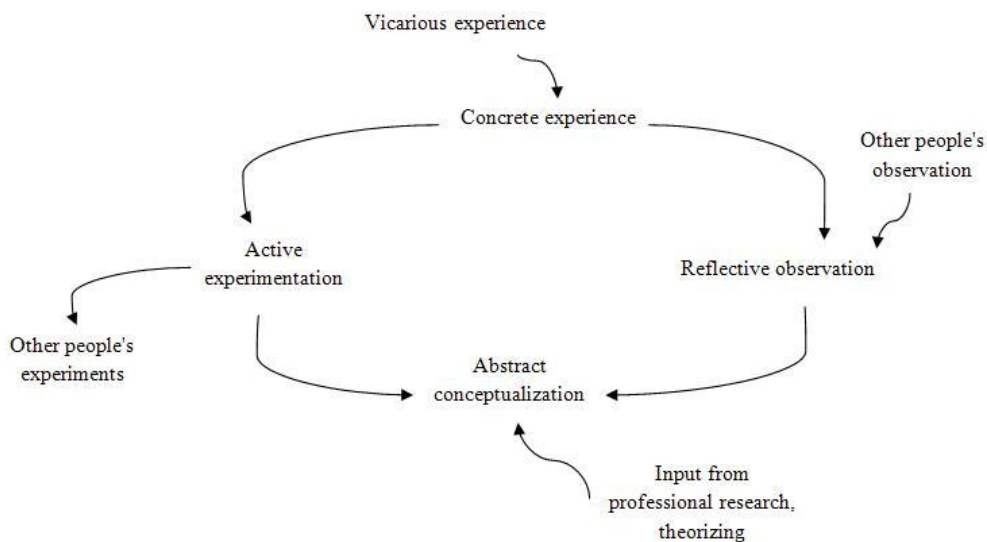 Vicarious experience
Concrete experience
Other people's
observation
Active
experimentation
Reflective observation
Other people's
experiments
Abstract
conceptualization
Input from
professional research,
theorizing